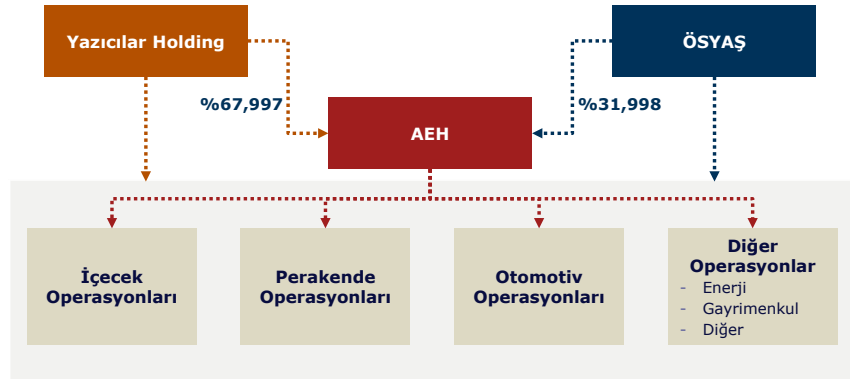 Yazıcılar Holding
ÖSYAŞ
%67,997
%31,998
AEH
İçecek
Operasyonları
Perakende
Operasyonları
Otomotiv
Operasyonları
Diğer
Operasyonlar
- Enerji
- Gayrimenkul
- Diğer